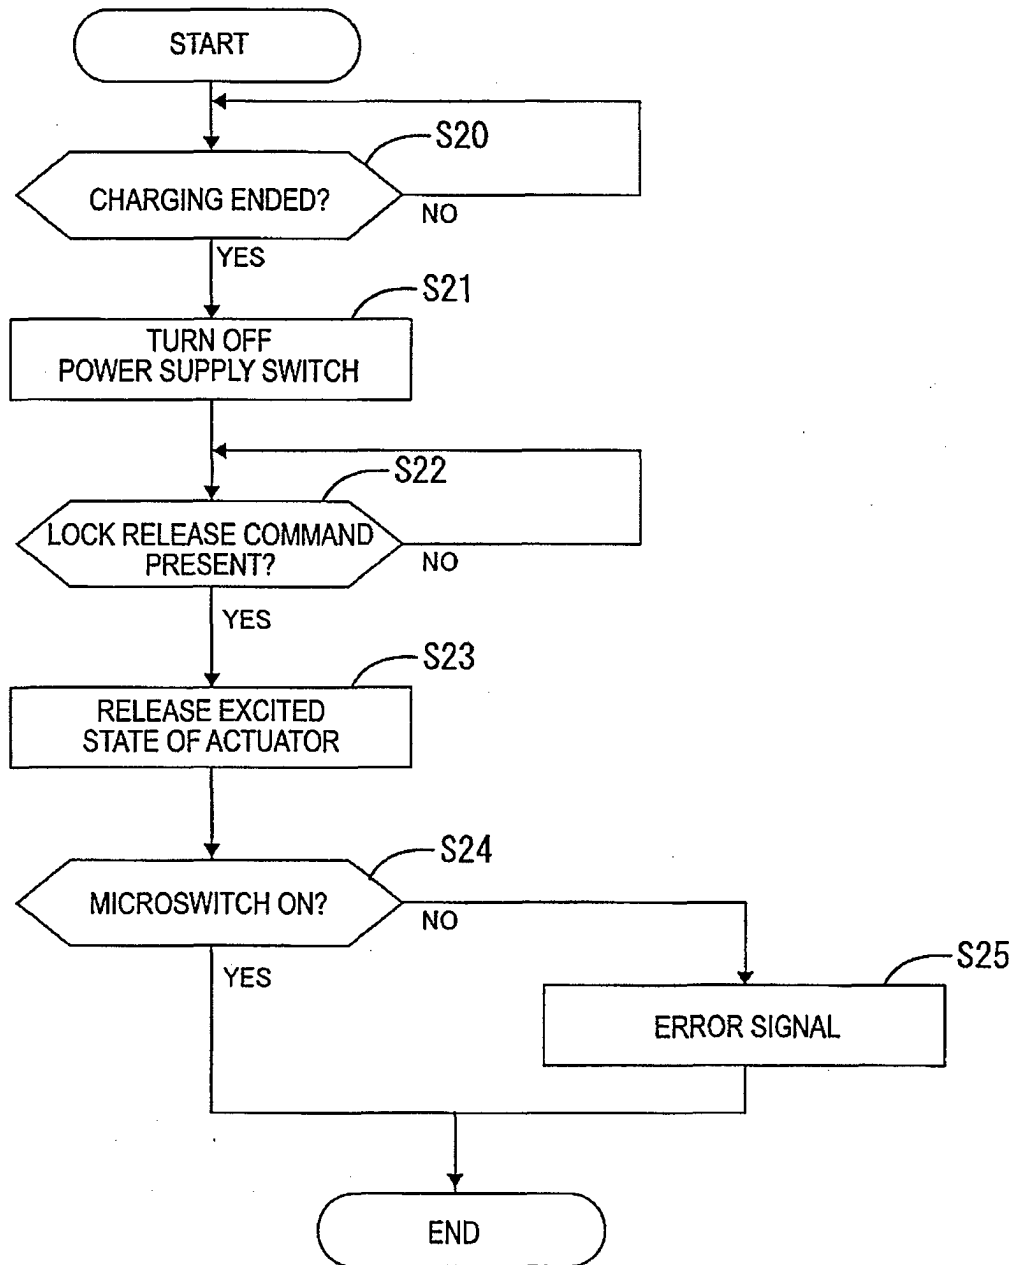 START
S20
CHARGING ENDED?
NO
YES
S21
TURN OFF
POWER SUPPLY SWITCH
S22
LOCK RELEASE COMMAND
PRESENT?
NO
YES
S23
RELEASE EXCITED
STATE OF ACTUATOR
S24
MICROSWITCH ON?
NO
YES
S25
ERROR SIGNAL
END